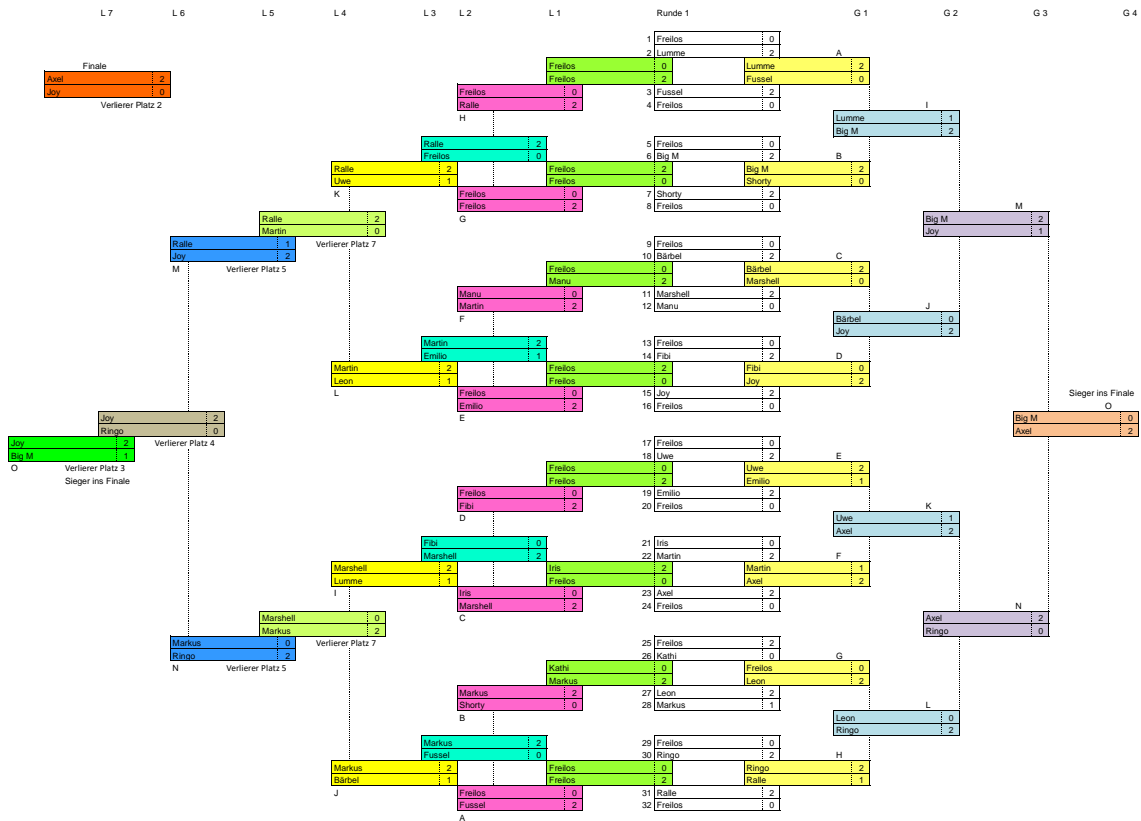 L 7 L 6 L 5 L 4 L 3 L 2 L 1 Runde 1 G 1 G 2 G 3 G 4
1 Freilos 0
2 Lumme 2 A
Finale Freilos 0 Lumme 2
Axel 2 Freilos 2 Fussel 0
Joy 0 Freilos 0 3 Fussel 2
Verlierer Platz 2 Ralle 2 4 Freilos 0 I
H Lumme 1
Big M 2
Ralle 2 5 Freilos 0
Freilos 0 6 Big M 2 B
Ralle 2 Freilos 2 Big M 2
Uwe 1 Freilos 0 Shorty 0
K Freilos 0 7 Shorty 2
Freilos 2 8 Freilos 0 M
Ralle 2 G Big M 2
Martin 0 Joy 1
Ralle 1 Verlierer Platz 7 9 Freilos 0
Joy 2 10 Bärbel 2 C
M Verlierer Platz 5 Freilos 0 Bärbel 2
Manu 2 Marshell 0
Manu 0 11 Marshell 2
Martin 2 12 Manu 0 J
F Bärbel 0
Joy 2
Martin 2 13 Freilos 0
Emilio 1 14 Fibi 2 D
Martin 2 Freilos 2 Fibi 0
Leon 1 Freilos 0 Joy 2
L Freilos 0 15 Joy 2 Sieger ins Finale
Emilio 2 16 Freilos 0 O
Joy 2 E Big M 0
Ringo 0 Axel 2
Joy 2 Verlierer Platz 4 17 Freilos 0
Big M 1 18 Uwe 2 E
O Verlierer Platz 3 Freilos 0 Uwe 2
Sieger ins Finale Freilos 2 Emilio 1
Freilos 0 19 Emilio 2
Fibi 2 20 Freilos 0 K
D Uwe 1
Axel 2
Fibi 0 21 Iris 0
Marshell 2 22 Martin 2 F
Marshell 2 Iris 2 Martin 1
Lumme 1 Freilos 0 Axel 2
I Iris 0 23 Axel 2
Marshell 2 24 Freilos 0 N
Marshell 0 C Axel 2
Markus 2 Ringo 0
Markus 0 Verlierer Platz 7 25 Freilos 2
Ringo 2 26 Kathi 0 G
N Verlierer Platz 5 Kathi 0 Freilos 0
Markus 2 Leon 2
Markus 2 27 Leon 2
Shorty 0 28 Markus 1 L
B Leon 0
Ringo 2
Markus 2 29 Freilos 0
Fussel 0 30 Ringo 2 H
Markus 2 Freilos 0 Ringo 2
Bärbel 1 Freilos 2 Ralle 1
J Freilos 0 31 Ralle 2
Fussel 2 32 Freilos 0
A